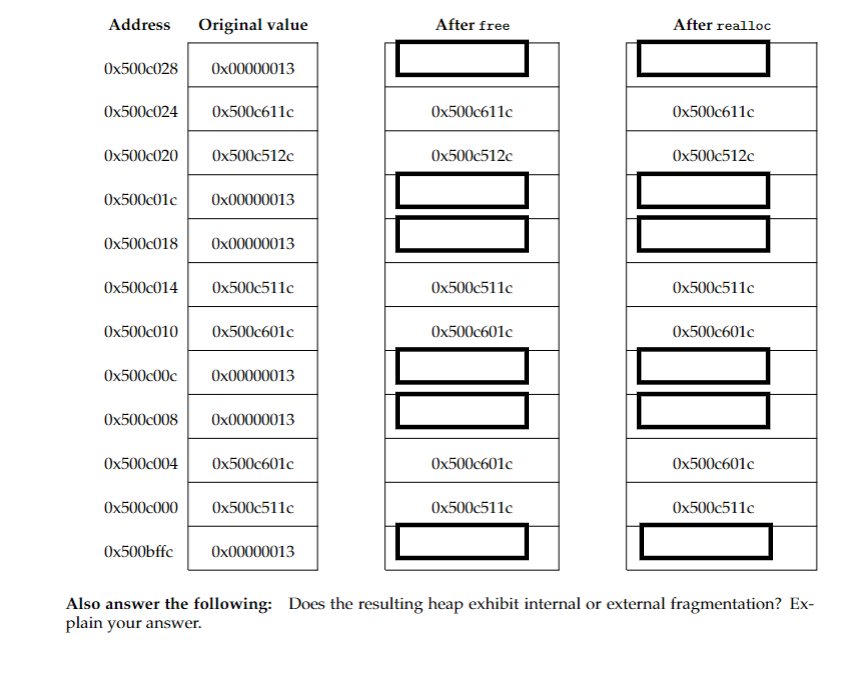 Address Original value After free After realloc
0x500c028 0x00000013
0x500c024 0x500c611c 0x500c611c 0x500c611c
0x500c020 0x500c512c 0x500c512c 0x500c512c
0x500c01c 0x00000013
0x500c018 0x00000013
0x500c014 0x500c511c 0x500c511c 0x500c511c
0x500c010 0x500c601c 0x500c601c 0x500c601c
0x500c00c 0x00000013
0x500c008 0x00000013
0x500c004 0x500c601c 0x500c601c 0x500c601c
0x500c000 0x500c511c 0x500c511c 0x500c511c
0x500bffc 0x00000013
Also answer the following: Does the resulting heap exhibit internal or external fragmentation? Ex-
plain your answer.